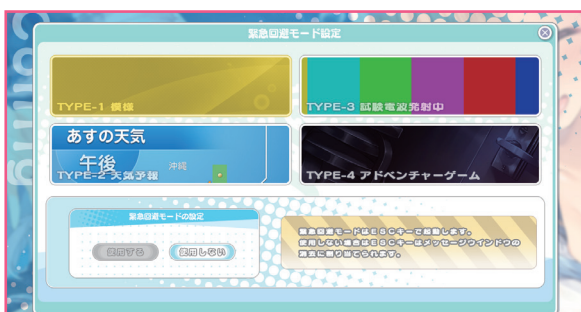 緊急回避モード設定
TYPE-1 模様
TYPE-3 試験電波発射中
あすの天気
午後
沖縄
TYPE-2 天気予報
TYPE-4 アドベンチャーゲーム
緊急回避モードの設定
使用する
使用しない
緊急回避モードはESCキーで起動します。
使用しない場合はESCキーはメッセージウインドウの
消去に割り当てられます。